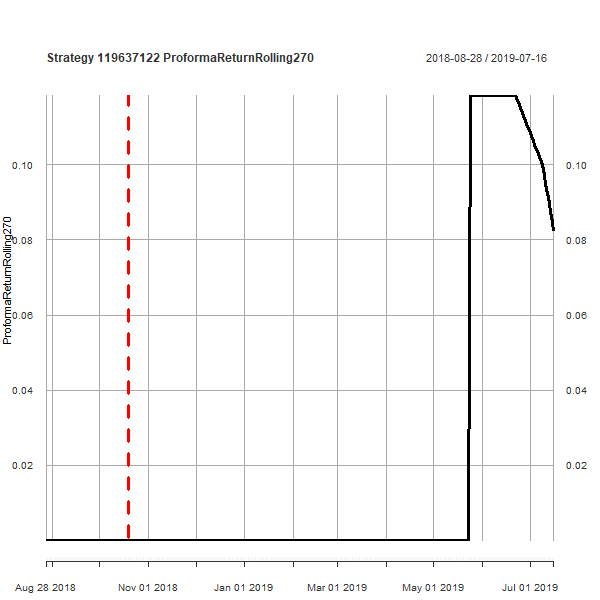 Strategy 119637122 ProformaReturnRolling270
2018-08-28 / 2019-07-16
ProformaReturnRolling270
0.10
0.08
0.06
0.04
0.02
0.10
0.08
0.06
0.04
0.02
Aug 28 2018
Nov 01 2018
Jan 01 2019
Mar 01 2019
May 01 2019
Jul 01 2019